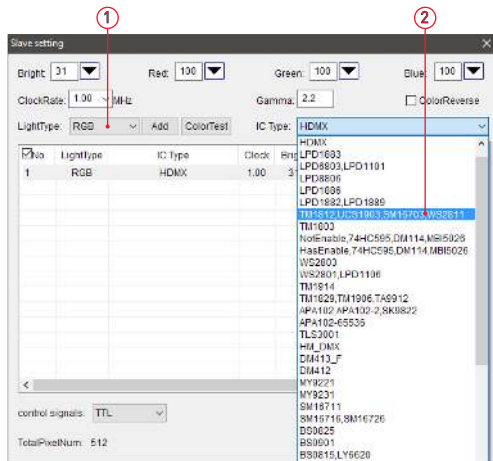 1 2
Slave setting
Bright: 31 Red: 100 Green: 100 Blue: 100
ClockRate: 1.00 MHz Gamma: 2.2 ColorReverse
LightType: RGB Add ColorTest IC Type: HDMX
No. LightType IC Type Clock Brig
1 RGB HDMX 1.00 31
HDMX
LPD1683
LPD6803,LPD1101
LPD8806
LPD1886
LPD1882,LPD1889
TM1812,UCS1903,SM16703,WS2811
TM1803
NotEnable,74HC595,DM114,MBI5026
HasEnable,74HC595,DM114,MBI5026
WS2803
WS2801,LPD1106
TM1914
TM1829,TM1906,TA9912
APA102,APA102-2,SK9822
APA102-65536
TLS3001
HM_DMX
DM413_F
DM412
MY9221
MY9231
SM16711
SM16716,SM16726
BS0825
BS0901
BS0815,LY6620
control signals: TTL
TotalPixelNum: 512